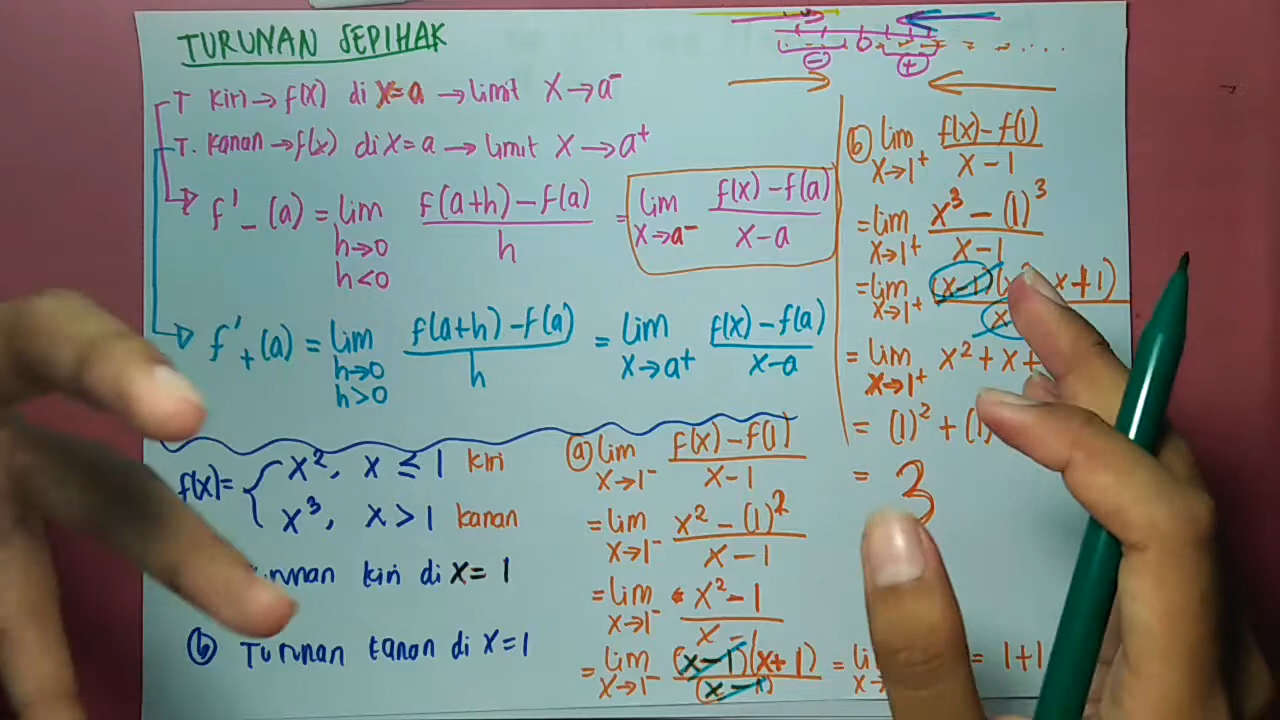 TURUNAN SEPIHAK
T. Kiri → f(x) di x=a → limit x→a⁻
T. Kanan → f(x) di x=a → limit x→a⁺
f'₋(a) = lim h→0 h<0 f(a+h)-f(a) / h = lim x→a⁻ f(x)-f(a) / x-a
f'₊(a) = lim h→0 h>0 f(a+h)-f(a) / h = lim x→a⁺ f(x)-f(a) / x-a
f(x)= { x², x ≤ 1 kiri
x³, x > 1 kanan
kiri di x= 1
ⓑ Turunan tanan di x=1
ⓐ lim x→1⁻ f(x)-f(1) / x-1
= lim x→1⁻ x² - (1)² / x-1
= lim x→1⁻ x²-1 / x-1
= lim x→1⁻ (x-1)(x+1) / (x-1) = = 1+1
- b +
ⓑ lim x→1⁺ f(x)-f(1) / x-1
= lim x→1⁺ x³ - (1)³ / x-1
= lim x→1⁺ (x-1) x+1)
= lim x→1⁺ x² + x +
= (1)² +
= 3